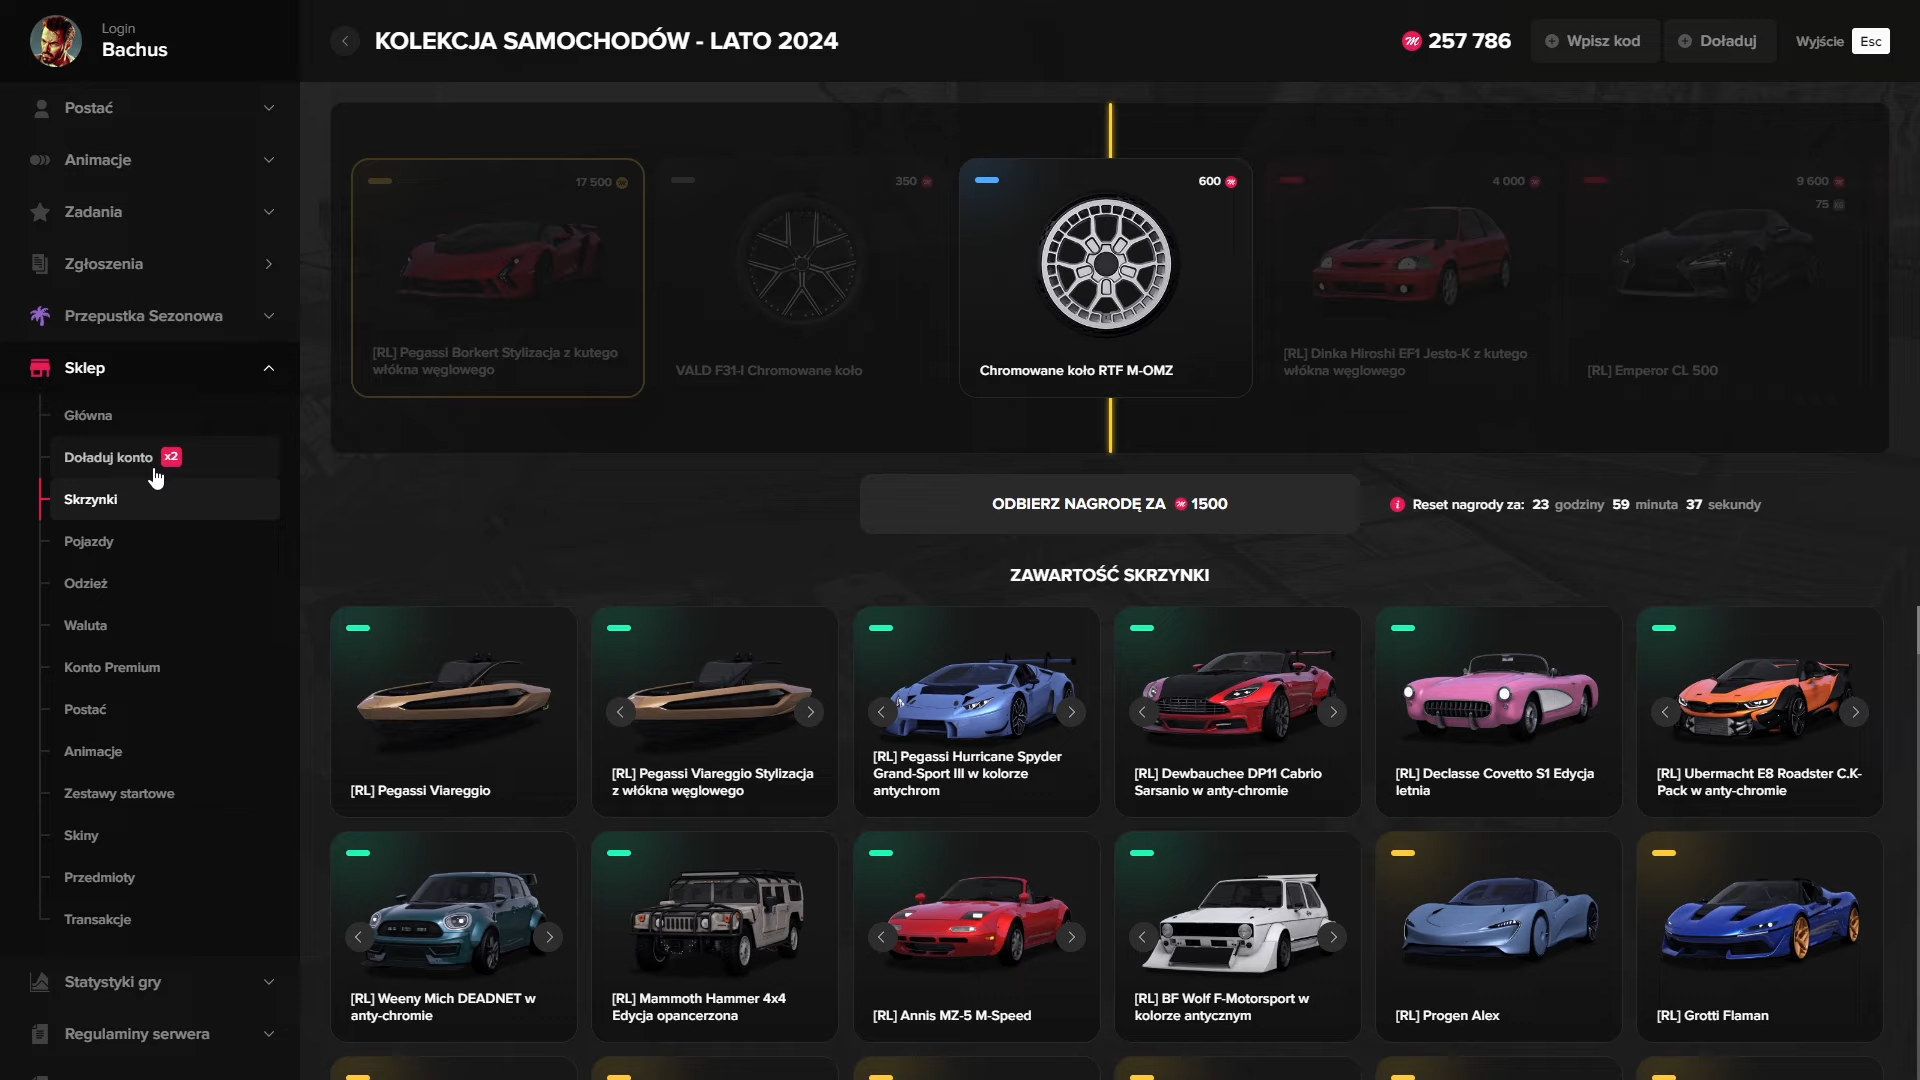 Login
Bachus
KOLEKCJA SAMOCHODÓW - LATO 2024
257 786
Wpisz kod
Doładuj
Wyjście
Esc
Postać
Animacje
Zadania
Zgłoszenia
Przepustka Sezonowa
Sklep
Główna
Doładuj konto x2
Skrzynki
Pojazdy
Odzież
Waluta
Konto Premium
Postać
Animacje
Zestawy startowe
Skiny
Przedmioty
Transakcje
Statystyki gry
Regulaminy serwera
17 500
[RL] Pegassi Borkert Stylizacja z kutego
włókna węglowego
350
VALD F31-I Chromowane koło
600
Chromowane koło RTF M-OMZ
4 000
[RL] Dinka Hiroshi EF1 Jesto-K z kutego
włókna węglowego
9 600
75 KG
[RL] Emperor CL 500
ODBIERZ NAGRODĘ ZA 1500
Reset nagrody za: 23 godziny 59 minuta 37 sekundy
ZAWARTOŚĆ SKRZYNKI
[RL] Pegassi Viareggio
[RL] Pegassi Viareggio Stylizacja
z włókna węglowego
[RL] Pegassi Hurricane Spyder
Grand-Sport III w kolorze
antychrom
[RL] Dewbauchee DP11 Cabrio
Sarsanio w anty-chromie
[RL] Declasse Covetto S1 Edycja
letnia
[RL] Ubermacht E8 Roadster C.K-
Pack w anty-chromie
[RL] Weeny Mich DEADNET w
anty-chromie
[RL] Mammoth Hammer 4x4
Edycja opancerzona
[RL] Annis MZ-5 M-Speed
[RL] BF Wolf F-Motorsport w
kolorze antycznym
[RL] Progen Alex
[RL] Grotti Flaman